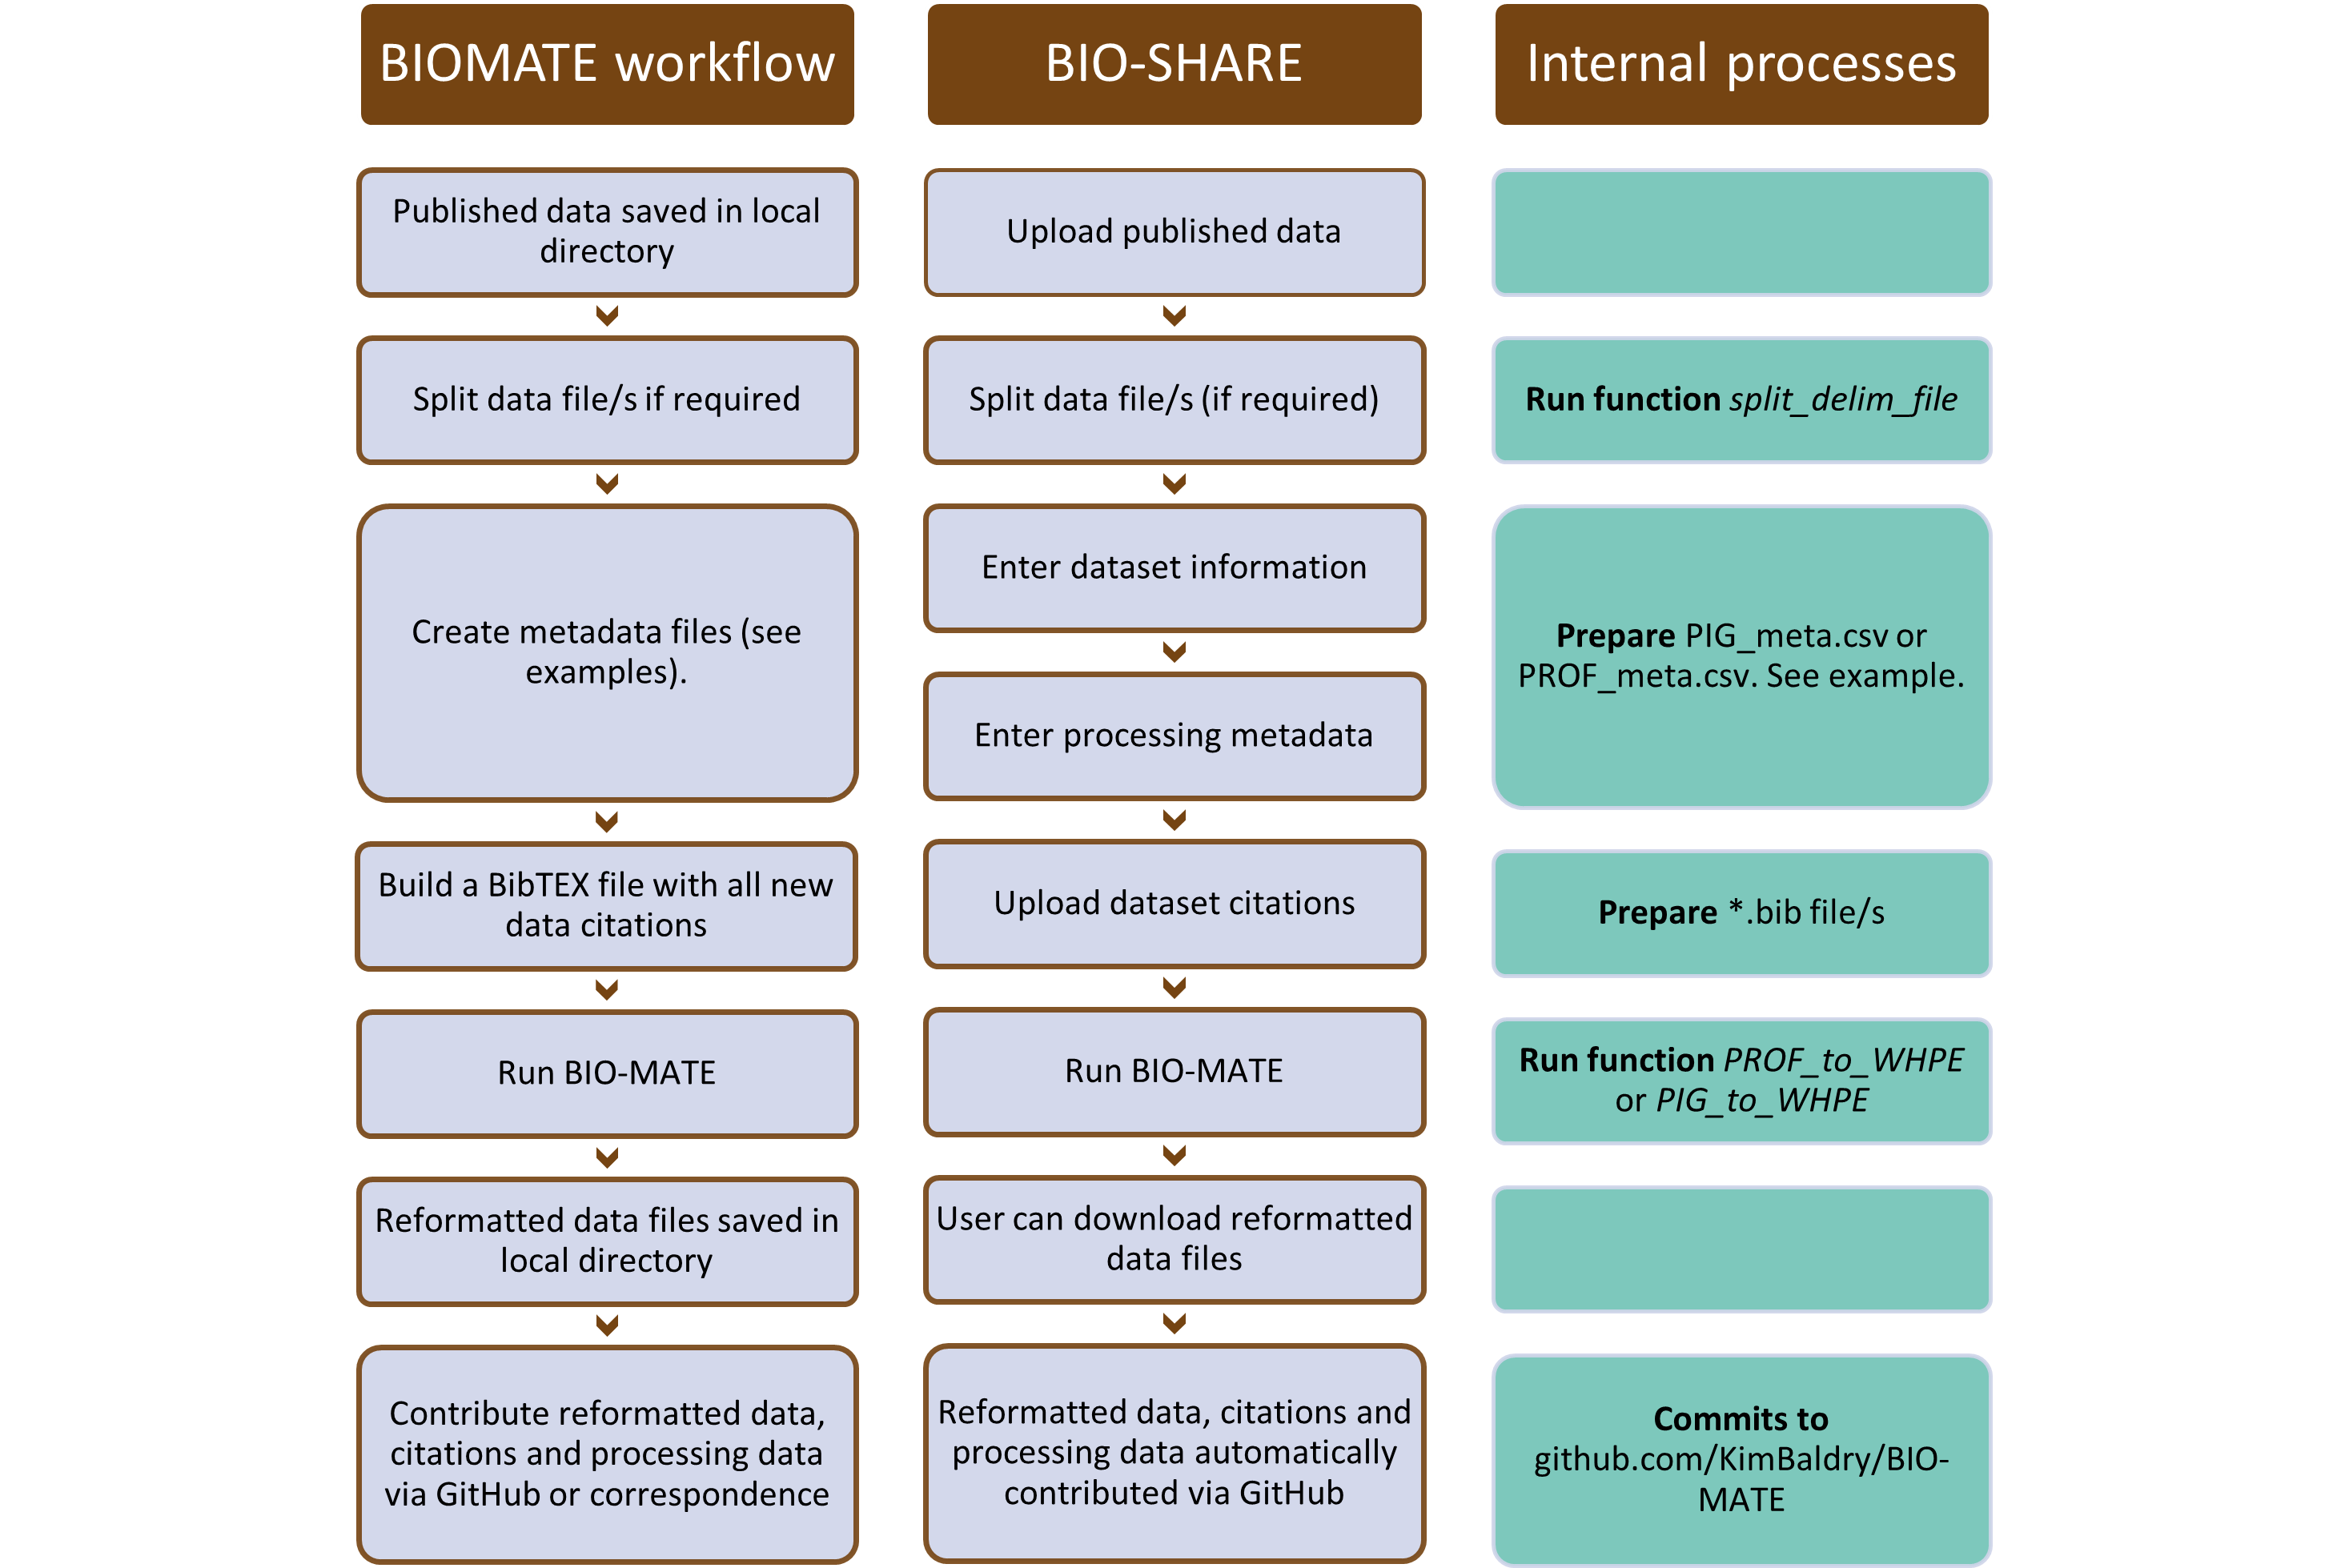 BIOMATE workflow
Published data saved in local
directory
Split data file/s if required
Create metadata files (see
examples).
Build a BibTEX file with all new
data citations
Run BIO-MATE
Reformatted data files saved in
local directory
Contribute reformatted data,
citations and processing data
via GitHub or correspondence
BIO-SHARE
Upload published data
Split data file/s (if required)
Enter dataset information
Enter processing metadata
Upload dataset citations
Run BIO-MATE
User can download reformatted
data files
Reformatted data, citations and
processing data automatically
contributed via GitHub
Internal processes
Run function split_delim_file
Prepare PIG_meta.csv or
PROF_meta.csv. See example.
Prepare *.bib file/s
Run function PROF_to_WHPE
or PIG_to_WHPE
Commits to
github.com/KimBaldry/BIO-
MATE